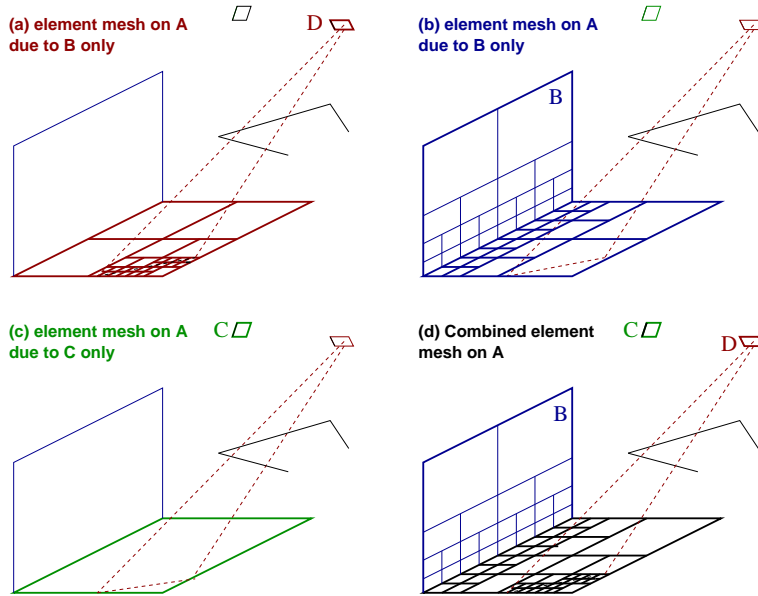 (a) element mesh on A
due to B only
D
(b) element mesh on A
due to B only
B
(c) element mesh on A
due to C only
C
(d) Combined element
mesh on A
C
D
B